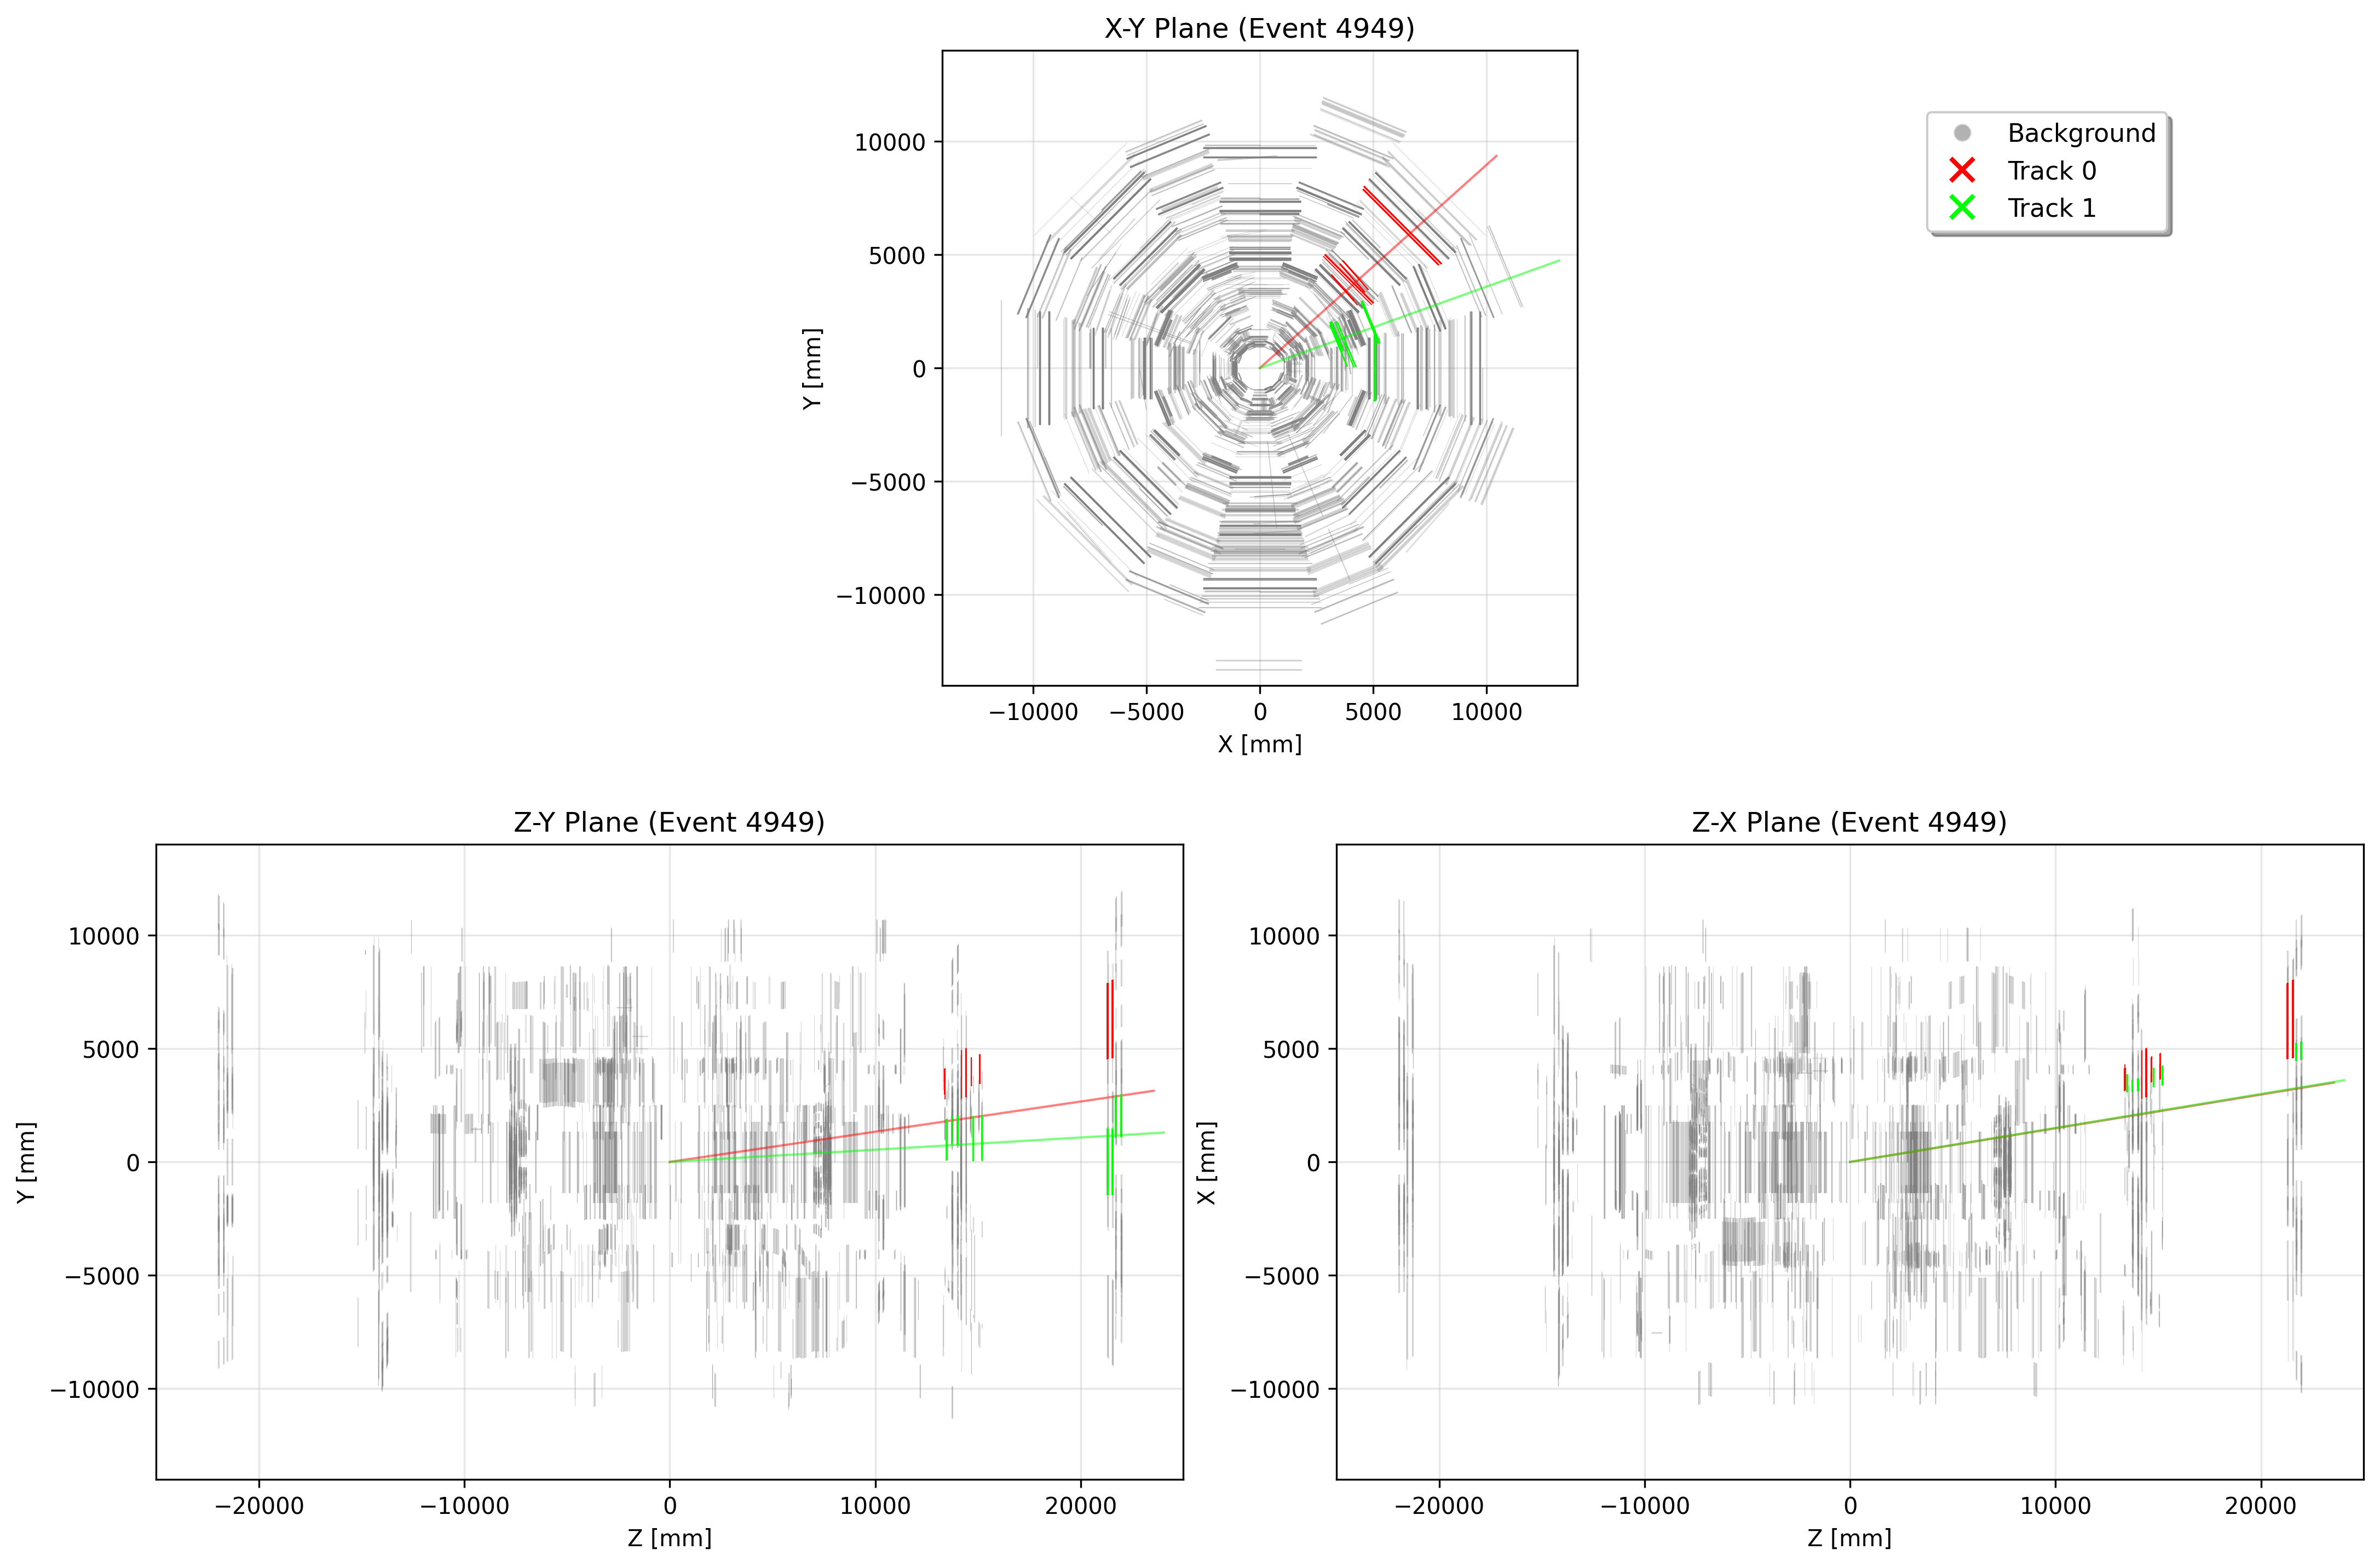 X-Y Plane (Event 4949)
Background
Track 0
Track 1
10000
5000
0
−5000
−10000
Y [mm]
−10000 −5000 0 5000 10000
X [mm]
Z-Y Plane (Event 4949)
10000
5000
0
−5000
−10000
Y [mm]
−20000 −10000 0 10000 20000
Z [mm]
Z-X Plane (Event 4949)
10000
5000
0
−5000
−10000
X [mm]
−20000 −10000 0 10000 20000
Z [mm]